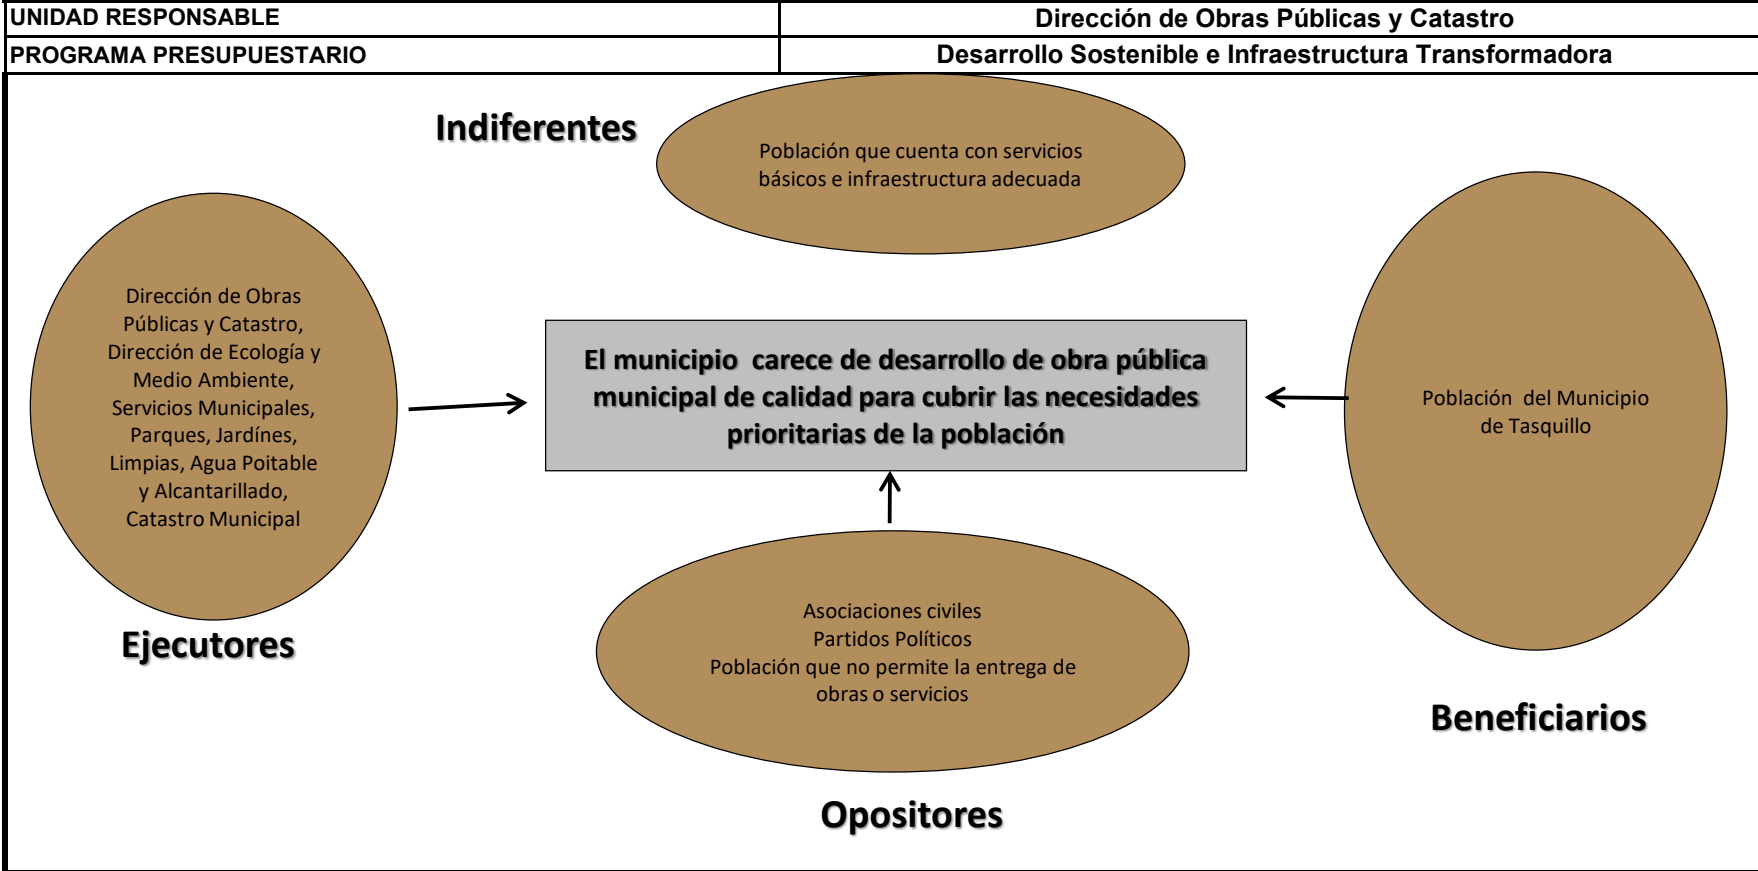 UNIDAD RESPONSABLE
Dirección de Obras Públicas y Catastro
PROGRAMA PRESUPUESTARIO
Desarrollo Sostenible e Infraestructura Transformadora
Indiferentes
Población que cuenta con servicios
básicos e infraestructura adecuada
Dirección de Obras
Públicas y Catastro,
Dirección de Ecología y
Medio Ambiente,
Servicios Municipales,
Parques, Jardínes,
Limpias, Agua Poitable
y Alcantarillado,
Catastro Municipal
Ejecutores
El municipio carece de desarrollo de obra pública
municipal de calidad para cubrir las necesidades
prioritarias de la población
Población del Municipio
de Tasquillo
Beneficiarios
Asociaciones civiles
Partidos Políticos
Población que no permite la entrega de
obras o servicios
Opositores